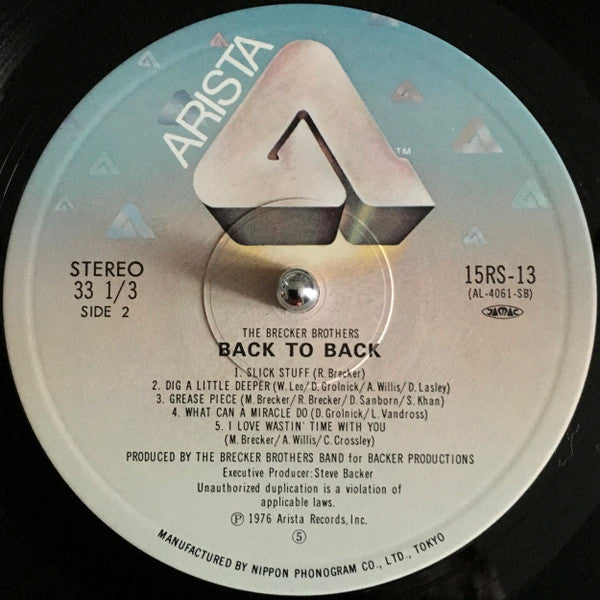 ARISTA
TM
STEREO
33 1/3
SIDE 2
15RS-13
(AL-4061-SB)
JASRAC
THE BRECKER BROTHERS
BACK TO BACK
1. SLICK STUFF (R. Brecker)
2. DIG A LITTLE DEEPER (W. Lee/D. Grolnick/A. Willis/D. Lasley)
3. GREASE PIECE (M. Brecker/R. Brecker/D. Sanborn/S. Khan)
4. WHAT CAN A MIRACLE DO (D. Grolnick/L. Vandross)
5. I LOVE WASTIN' TIME WITH YOU
(M. Brecker/A. Willis/C. Crossley)
PRODUCED BY THE BRECKER BROTHERS BAND for BACKER PRODUCTIONS
Executive Producer: Steve Backer
Unauthorized duplication is a violation of
applicable laws.
Ⓟ 1976 Arista Records, Inc.
⑤
MANUFACTURED BY NIPPON PHONOGRAM CO., LTD., TOKYO